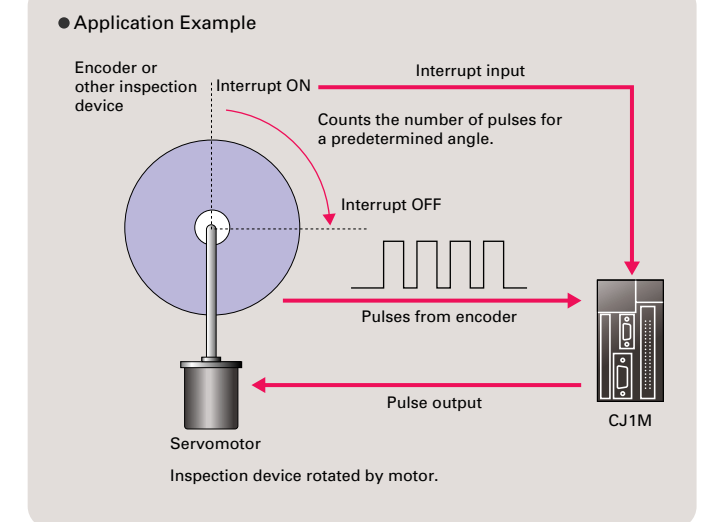 ● Application Example
Encoder or
other inspection
device
Interrupt ON
Interrupt input
Counts the number of pulses for
a predetermined angle.
Interrupt OFF
Pulses from encoder
Pulse output
CJ1M
Servomotor
Inspection device rotated by motor.